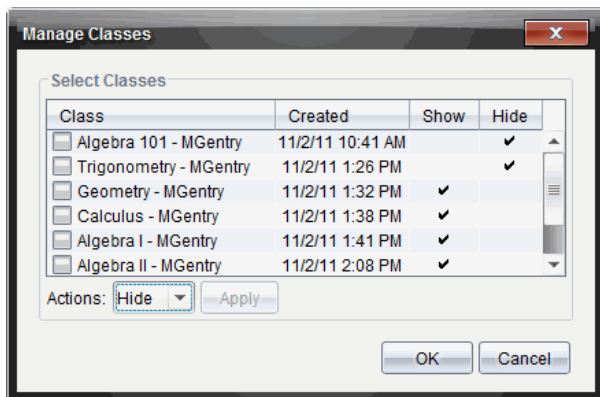 Manage Classes
Select Classes
Class Created Show Hide
Algebra 101 - MGentry 11/2/11 10:41 AM ✔
Trigonometry - MGentry 11/2/11 1:26 PM ✔
Geometry - MGentry 11/2/11 1:32 PM ✔
Calculus - MGentry 11/2/11 1:38 PM ✔
Algebra I - MGentry 11/2/11 1:41 PM ✔
Algebra II - MGentry 11/2/11 2:08 PM ✔
Actions: Hide Apply
OK Cancel